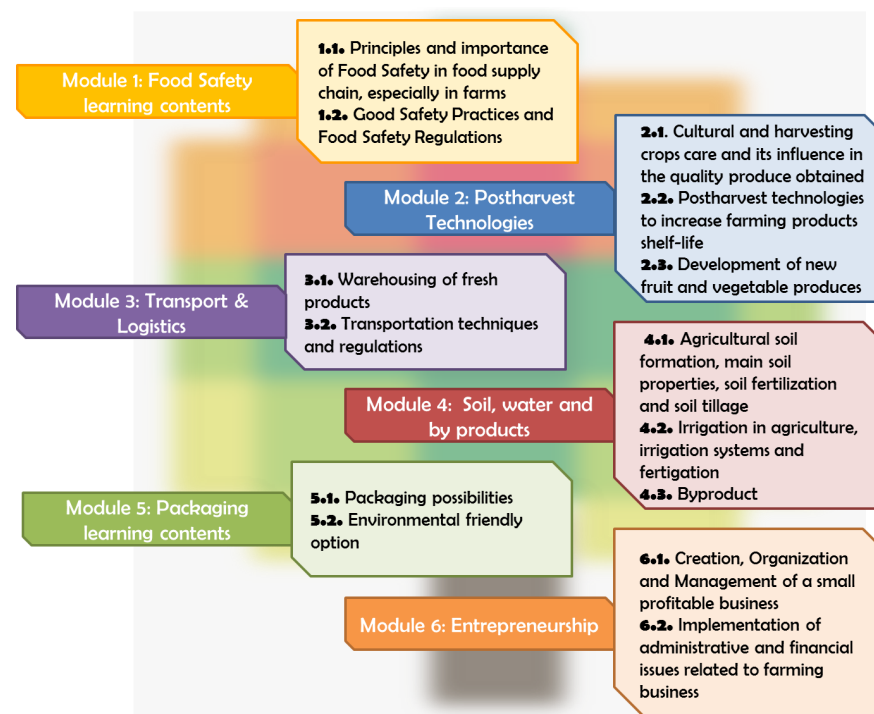 Module 1: Food Safety
learning contents
1.1. Principles and importance
of Food Safety in food supply
chain, especially in farms
1.2. Good Safety Practices and
Food Safety Regulations
Module 2: Postharvest
Technologies
2.1. Cultural and harvesting
crops care and its influence in
the quality produce obtained
2.2. Postharvest technologies
to increase farming products
shelf-life
2.3. Development of new
fruit and vegetable produces
Module 3: Transport &
Logistics
3.1. Warehousing of fresh
products
3.2. Transportation techniques
and regulations
Module 4: Soil, water and
by products
4.1. Agricultural soil
formation, main soil
properties, soil fertilization
and soil tillage
4.2. Irrigation in agriculture,
irrigation systems and
fertigation
4.3. Byproduct
Module 5: Packaging
learning contents
5.1. Packaging possibilities
5.2. Environmental friendly
option
Module 6: Entrepreneurship
6.1. Creation, Organization
and Management of a small
profitable business
6.2. Implementation of
administrative and financial
issues related to farming
business